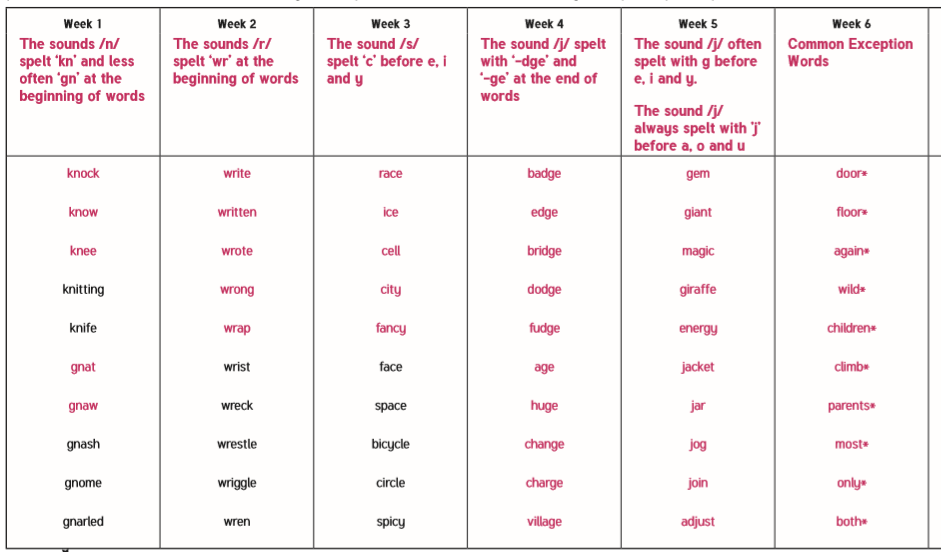 Week 1 Week 2 Week 3 Week 4 Week 5 Week 6
The sounds /n/ spelt ‘kn’ and less often ‘gn’ at the beginning of words
The sounds /r/ spelt ‘wr’ at the beginning of words
The sound /s/ spelt ‘c’ before e, i and y
The sound /j/ spelt with ‘-dge’ and ‘-ge’ at the end of words
The sound /j/ often spelt with g before e, i and y.
The sound /j/ always spelt with ‘j’ before a, o and u
Common Exception Words
knock write race badge gem door*
know written ice edge giant floor*
knee wrote cell bridge magic again*
knitting wrong city dodge giraffe wild*
knife wrap fancy fudge energy children*
gnat wrist face age jacket climb*
gnaw wreck space huge jar parents*
gnash wrestle bicycle change jog most*
gnome wriggle circle charge join only*
gnarled wren spicy village adjust both*